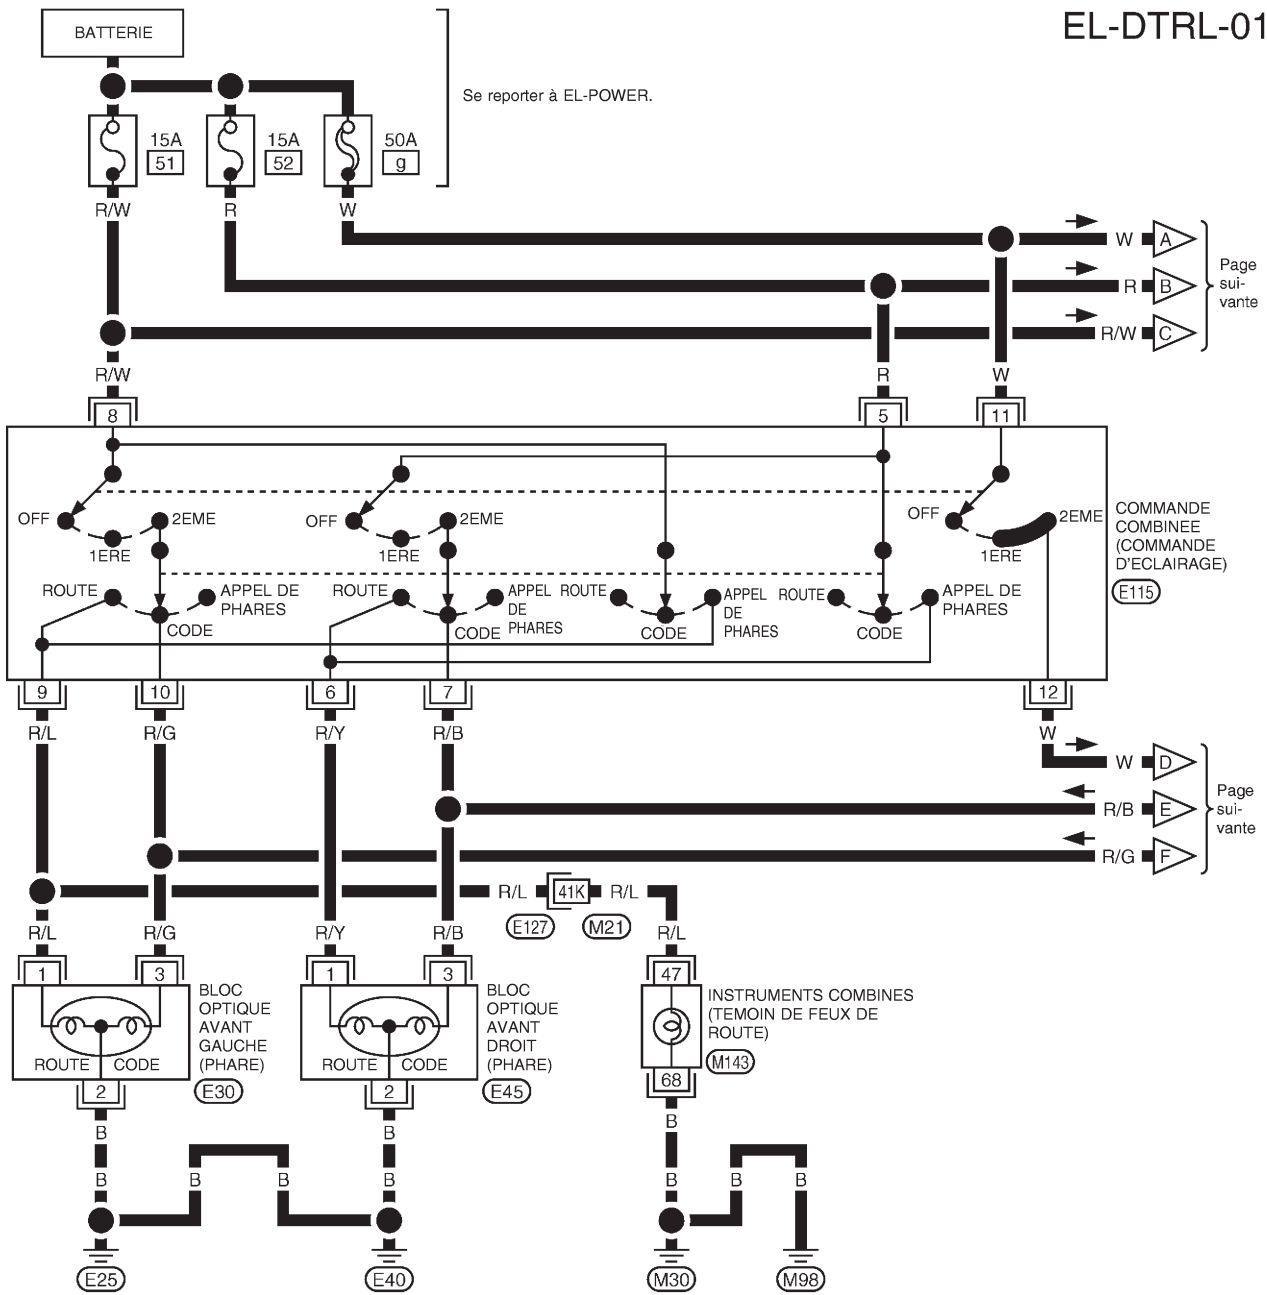 EL-DTRL-01
BATTERIE
Se reporter à EL-POWER.
15A
51
15A
52
50A
g
R/W
R
W
W
A
R
B
R/W
C
Page
sui-
vante
R/W
R
W
8
5
11
OFF
1ERE
2EME
OFF
1ERE
2EME
OFF
1ERE
2EME
COMMANDE
COMBINEE
(COMMANDE
D'ECLAIRAGE)
E115
ROUTE
CODE
APPEL DE
PHARES
ROUTE
CODE
APPEL
DE
PHARES
ROUTE
CODE
APPEL
DE
PHARES
ROUTE
CODE
APPEL DE
PHARES
9
10
6
7
12
R/L
R/G
R/Y
R/B
W
W
D
R/B
E
R/G
F
Page
sui-
vante
R/L
41K
R/L
E127
M21
R/L
R/G
R/Y
R/B
R/L
1
3
1
3
47
BLOC
OPTIQUE
AVANT
GAUCHE
(PHARE)
E30
ROUTE
CODE
BLOC
OPTIQUE
AVANT
DROIT
(PHARE)
E45
ROUTE
CODE
INSTRUMENTS COMBINES
(TEMOIN DE FEUX DE
ROUTE)
M143
2
2
68
B
B
B
B
B
B
B
B
B
B
B
E25
E40
M30
M98